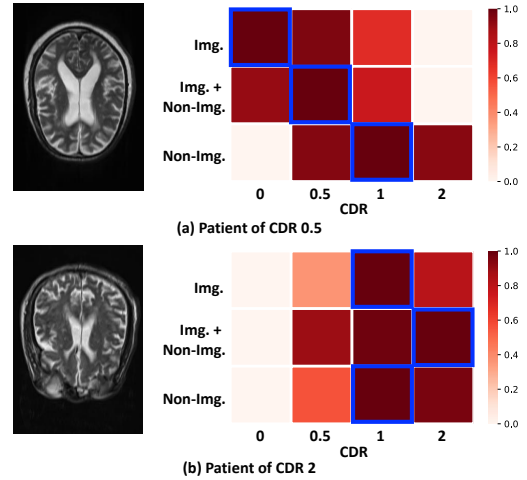 Img.
Img. +
Non-Img.
Non-Img.
0 0.5 1 2
CDR
1.0
0.8
0.6
0.4
0.2
0.0
(a) Patient of CDR 0.5
Img.
Img. +
Non-Img.
Non-Img.
0 0.5 1 2
CDR
1.0
0.8
0.6
0.4
0.2
0.0
(b) Patient of CDR 2